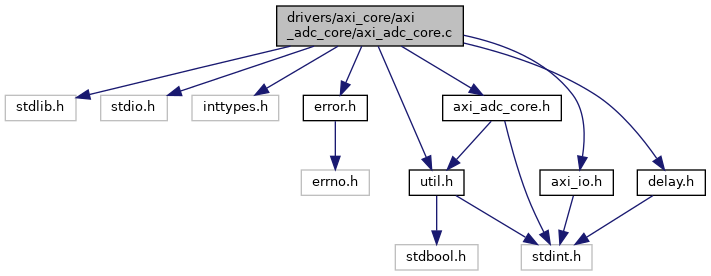 drivers/axi_core/axi
_adc_core/axi_adc_core.c
stdlib.h
stdio.h
inttypes.h
error.h
axi_adc_core.h
errno.h
util.h
axi_io.h
delay.h
stdbool.h
stdint.h